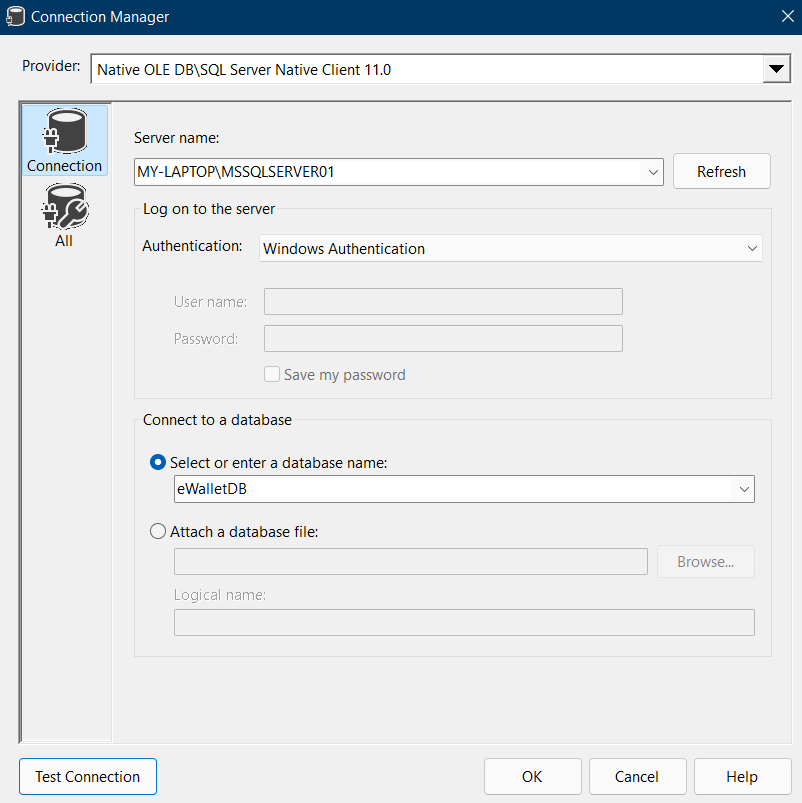 Connection Manager
Provider: Native OLE DB\SQL Server Native Client 11.0
Connection
All
Server name:
MY-LAPTOP\MSSQLSERVER01 Refresh
Log on to the server
Authentication: Windows Authentication
User name:
Password:
Save my password
Connect to a database
Select or enter a database name:
eWalletDB
Attach a database file:
Browse...
Logical name:
Test Connection OK Cancel Help